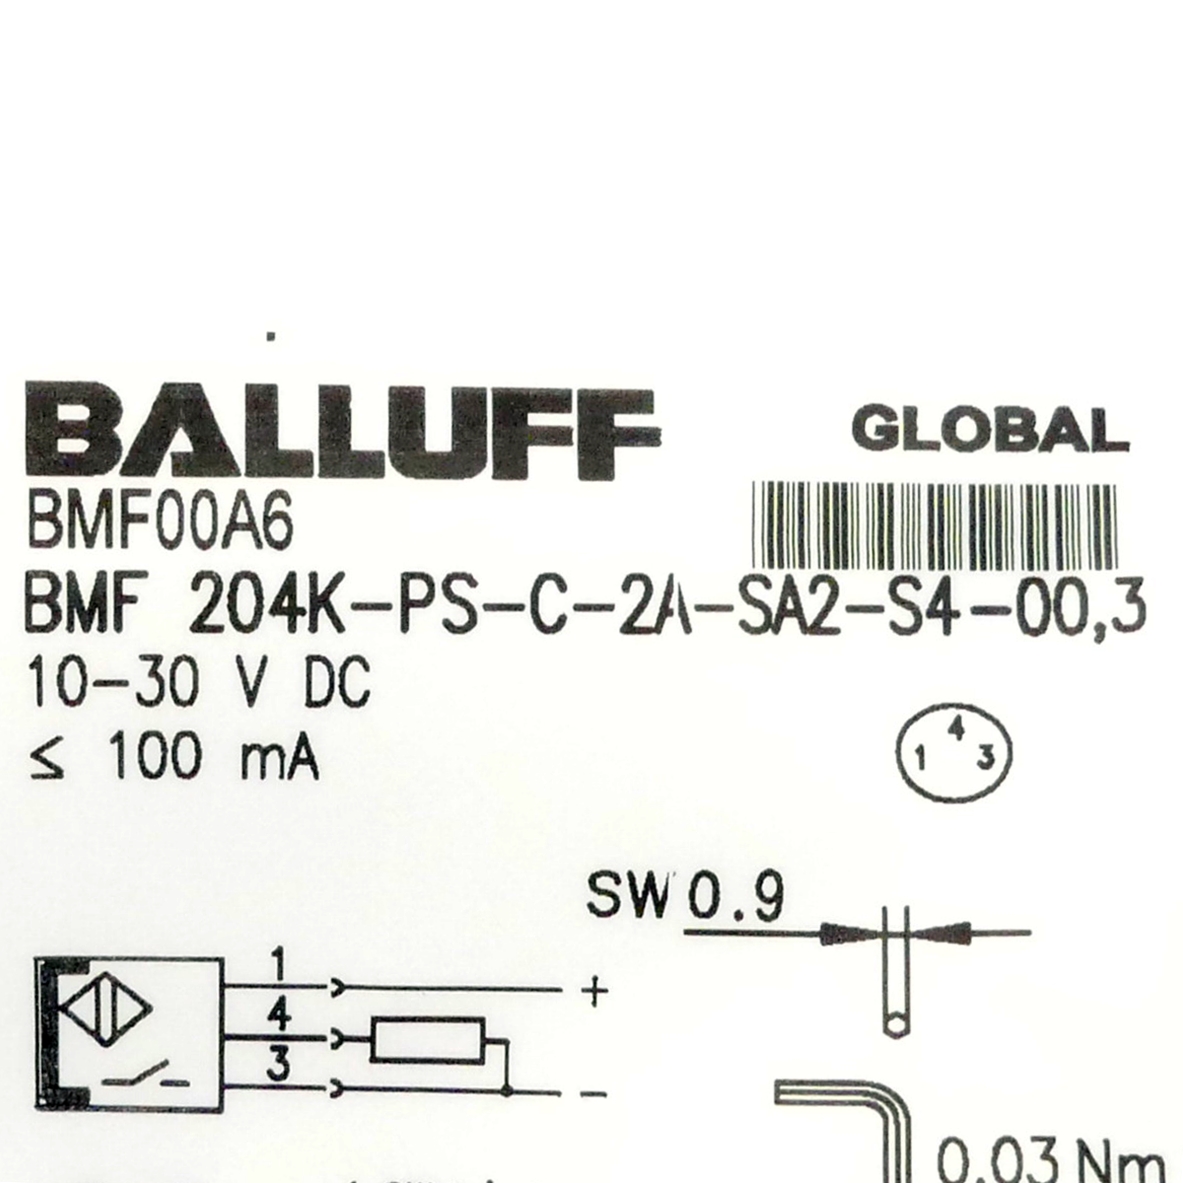 BALLUFF
GLOBAL
BMF00A6
BMF 204K-PS-C-2A-SA2-S4-00,3
10-30 V DC
≤ 100 mA
4
1 3
SW 0.9
1
+
4
3
-
0.03 Nm